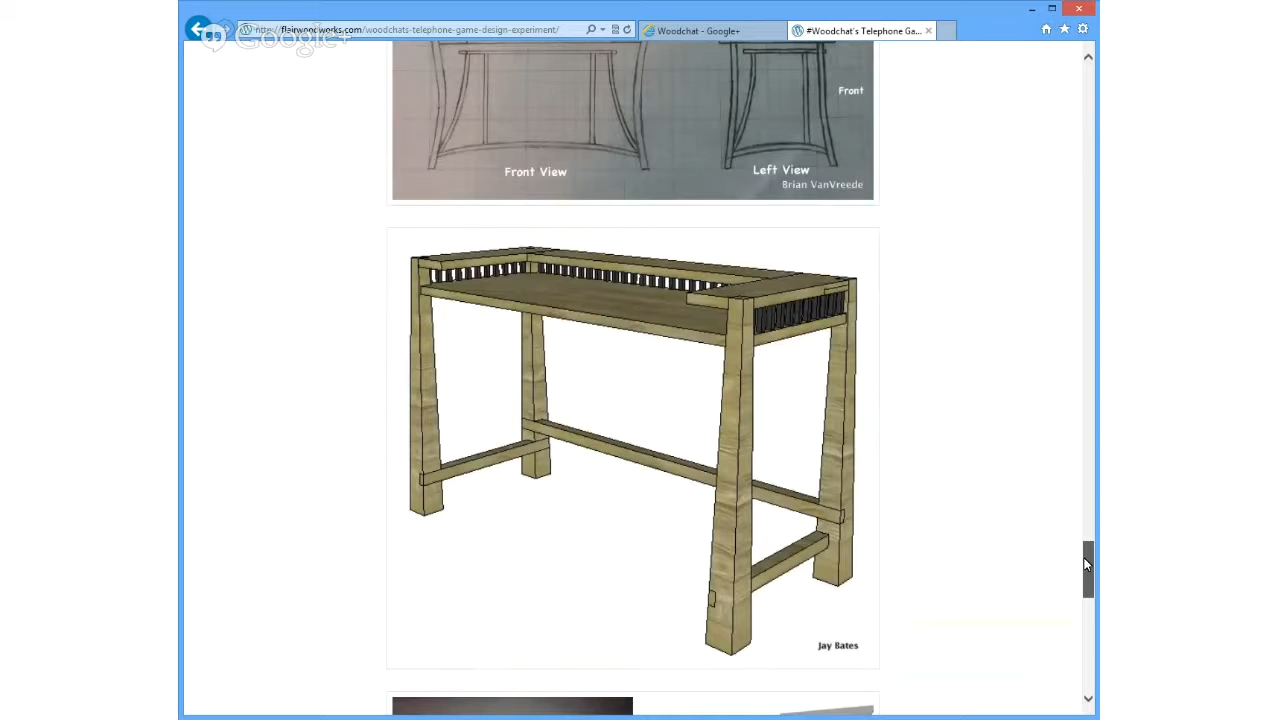 http://flairwoodworks.com/woodchats-telephone-game-design-experiment/
Woodchat - Google+
#Woodchat's Telephone Ga...
Google+
Front
Front View
Left View
Brian VanVreede
Jay Bates